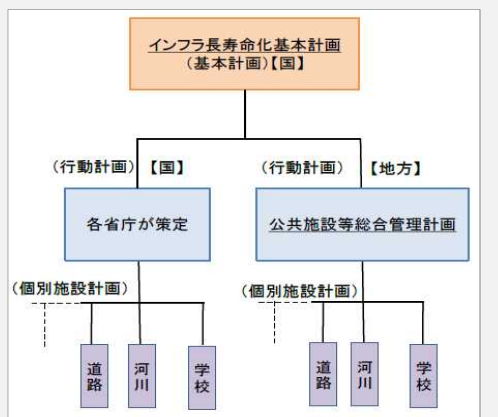 インフラ長寿命化基本計画
(基本計画)【国】
(行動計画) 【国】
(行動計画) 【地方】
各省庁が策定
公共施設等総合管理計画
(個別施設計画)
(個別施設計画)
道路
河川
学校
道路
河川
学校